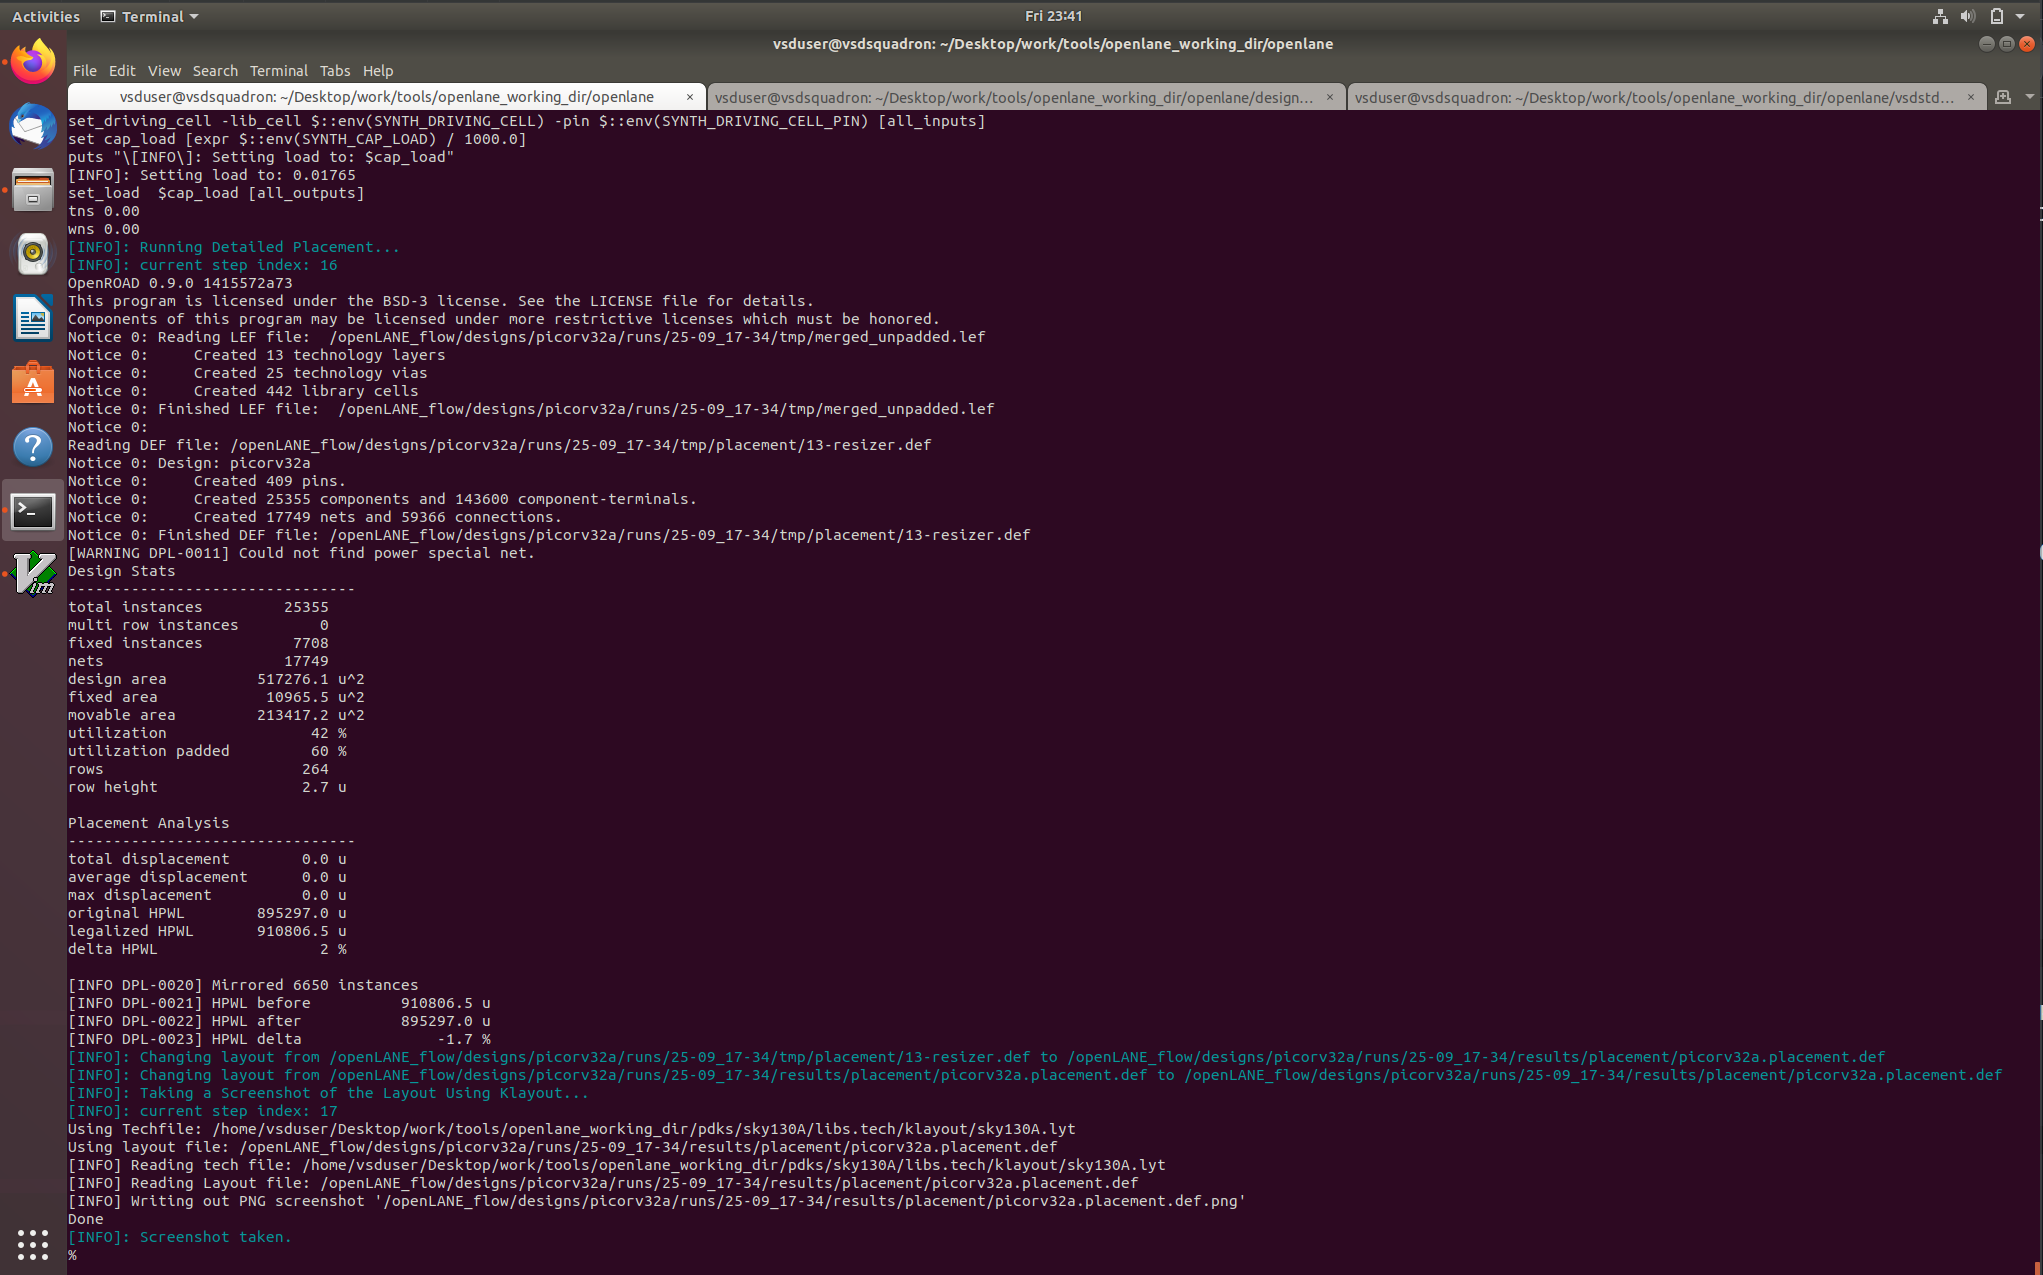 Activities Terminal Fri 23:41
vsduser@vsdsquadron: ~/Desktop/work/tools/openlane_working_dir/openlane
File Edit View Search Terminal Tabs Help
vsduser@vsdsquadron: ~/Desktop/work/tools/openlane_working_dir/openlane × vsduser@vsdsquadron: ~/Desktop/work/tools/openlane_working_dir/openlane/design... × vsduser@vsdsquadron: ~/Desktop/work/tools/openlane_working_dir/openlane/vsdstd... ×
set_driving_cell -lib_cell $::env(SYNTH_DRIVING_CELL) -pin $::env(SYNTH_DRIVING_CELL_PIN) [all_inputs]
set cap_load [expr $::env(SYNTH_CAP_LOAD) / 1000.0]
puts "\[INFO\]: Setting load to: $cap_load"
[INFO]: Setting load to: 0.01765
set_load  $cap_load [all_outputs]
tns 0.00
wns 0.00
[INFO]: Running Detailed Placement...
[INFO]: current step index: 16
OpenROAD 0.9.0 1415572a73
This program is licensed under the BSD-3 license. See the LICENSE file for details.
Components of this program may be licensed under more restrictive licenses which must be honored.
Notice 0: Reading LEF file:  /openLANE_flow/designs/picorv32a/runs/25-09_17-34/tmp/merged_unpadded.lef
Notice 0:     Created 13 technology layers
Notice 0:     Created 25 technology vias
Notice 0:     Created 442 library cells
Notice 0: Finished LEF file:  /openLANE_flow/designs/picorv32a/runs/25-09_17-34/tmp/merged_unpadded.lef
Notice 0:
Reading DEF file: /openLANE_flow/designs/picorv32a/runs/25-09_17-34/tmp/placement/13-resizer.def
Notice 0: Design: picorv32a
Notice 0:     Created 409 pins.
Notice 0:     Created 25355 components and 143600 component-terminals.
Notice 0:     Created 17749 nets and 59366 connections.
Notice 0: Finished DEF file: /openLANE_flow/designs/picorv32a/runs/25-09_17-34/tmp/placement/13-resizer.def
[WARNING DPL-0011] Could not find power special net.
Design Stats
--------------------------------
total instances         25355
multi row instances         0
fixed instances          7708
nets                    17749
design area          517276.1 u^2
fixed area            10965.5 u^2
movable area         213417.2 u^2
utilization                42 %
utilization padded         60 %
rows                      264
row height                2.7 u
Placement Analysis
--------------------------------
total displacement        0.0 u
average displacement      0.0 u
max displacement          0.0 u
original HPWL        895297.0 u
legalized HPWL       910806.5 u
delta HPWL                  2 %
[INFO DPL-0020] Mirrored 6650 instances
[INFO DPL-0021] HPWL before          910806.5 u
[INFO DPL-0022] HPWL after           895297.0 u
[INFO DPL-0023] HPWL delta               -1.7 %
[INFO]: Changing layout from /openLANE_flow/designs/picorv32a/runs/25-09_17-34/tmp/placement/13-resizer.def to /openLANE_flow/designs/picorv32a/runs/25-09_17-34/results/placement/picorv32a.placement.def
[INFO]: Changing layout from /openLANE_flow/designs/picorv32a/runs/25-09_17-34/results/placement/picorv32a.placement.def to /openLANE_flow/designs/picorv32a/runs/25-09_17-34/results/placement/picorv32a.placement.def
[INFO]: Taking a Screenshot of the Layout Using Klayout...
[INFO]: current step index: 17
Using Techfile: /home/vsduser/Desktop/work/tools/openlane_working_dir/pdks/sky130A/libs.tech/klayout/sky130A.lyt
Using layout file: /openLANE_flow/designs/picorv32a/runs/25-09_17-34/results/placement/picorv32a.placement.def
[INFO] Reading tech file: /home/vsduser/Desktop/work/tools/openlane_working_dir/pdks/sky130A/libs.tech/klayout/sky130A.lyt
[INFO] Reading Layout file: /openLANE_flow/designs/picorv32a/runs/25-09_17-34/results/placement/picorv32a.placement.def
[INFO] Writing out PNG screenshot '/openLANE_flow/designs/picorv32a/runs/25-09_17-34/results/placement/picorv32a.placement.def.png'
Done
[INFO]: Screenshot taken.
%